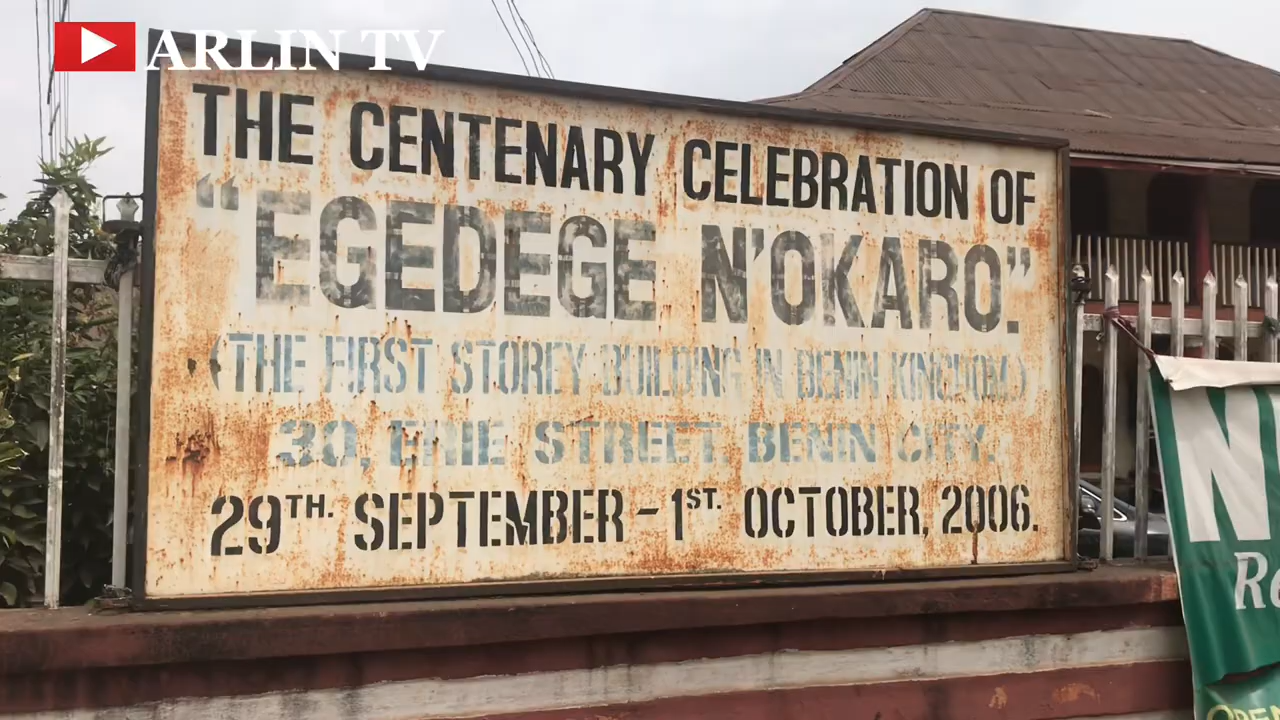 ARLIN TV
THE CENTENARY CELEBRATION OF
"EGEDEGE N'OKARO."
(THE FIRST STOREY BUILDING IN BENIN KINGDOM)
30, ERIE STREET. BENIN CITY.
29TH. SEPTEMBER - 1ST. OCTOBER, 2006.